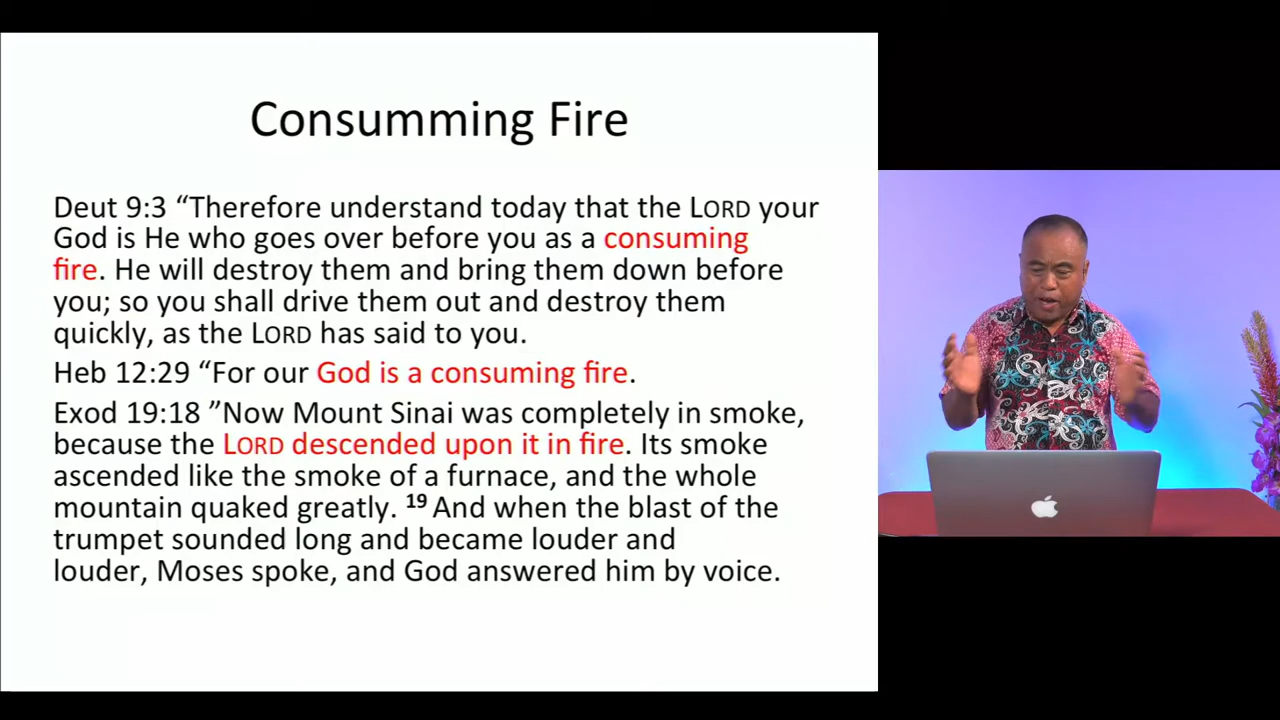 Consumming Fire
Deut 9:3 “Therefore understand today that the LORD your
God is He who goes over before you as a consuming
fire. He will destroy them and bring them down before
you; so you shall drive them out and destroy them
quickly, as the LORD has said to you.
Heb 12:29 “For our God is a consuming fire.
Exod 19:18 ”Now Mount Sinai was completely in smoke,
because the LORD descended upon it in fire. Its smoke
ascended like the smoke of a furnace, and the whole
mountain quaked greatly. 19 And when the blast of the
trumpet sounded long and became louder and
louder, Moses spoke, and God answered him by voice.